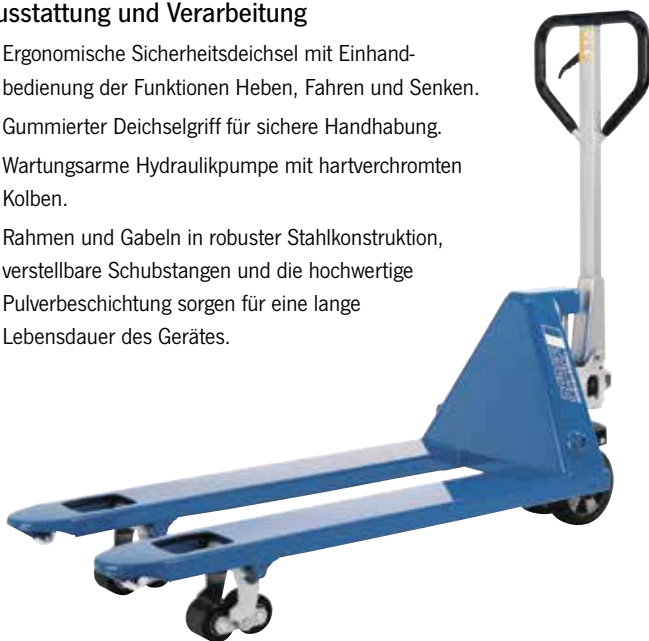 usstattung und Verarbeitung
Ergonomische Sicherheitsdeichsel mit Einhand-
bedienung der Funktionen Heben, Fahren und Senken.
Gummierter Deichselgriff für sichere Handhabung.
Wartungsarme Hydraulikpumpe mit hartverchromten
Kolben.
Rahmen und Gabeln in robuster Stahlkonstruktion,
verstellbare Schubstangen und die hochwertige
Pulverbeschichtung sorgen für eine lange
Lebensdauer des Gerätes.